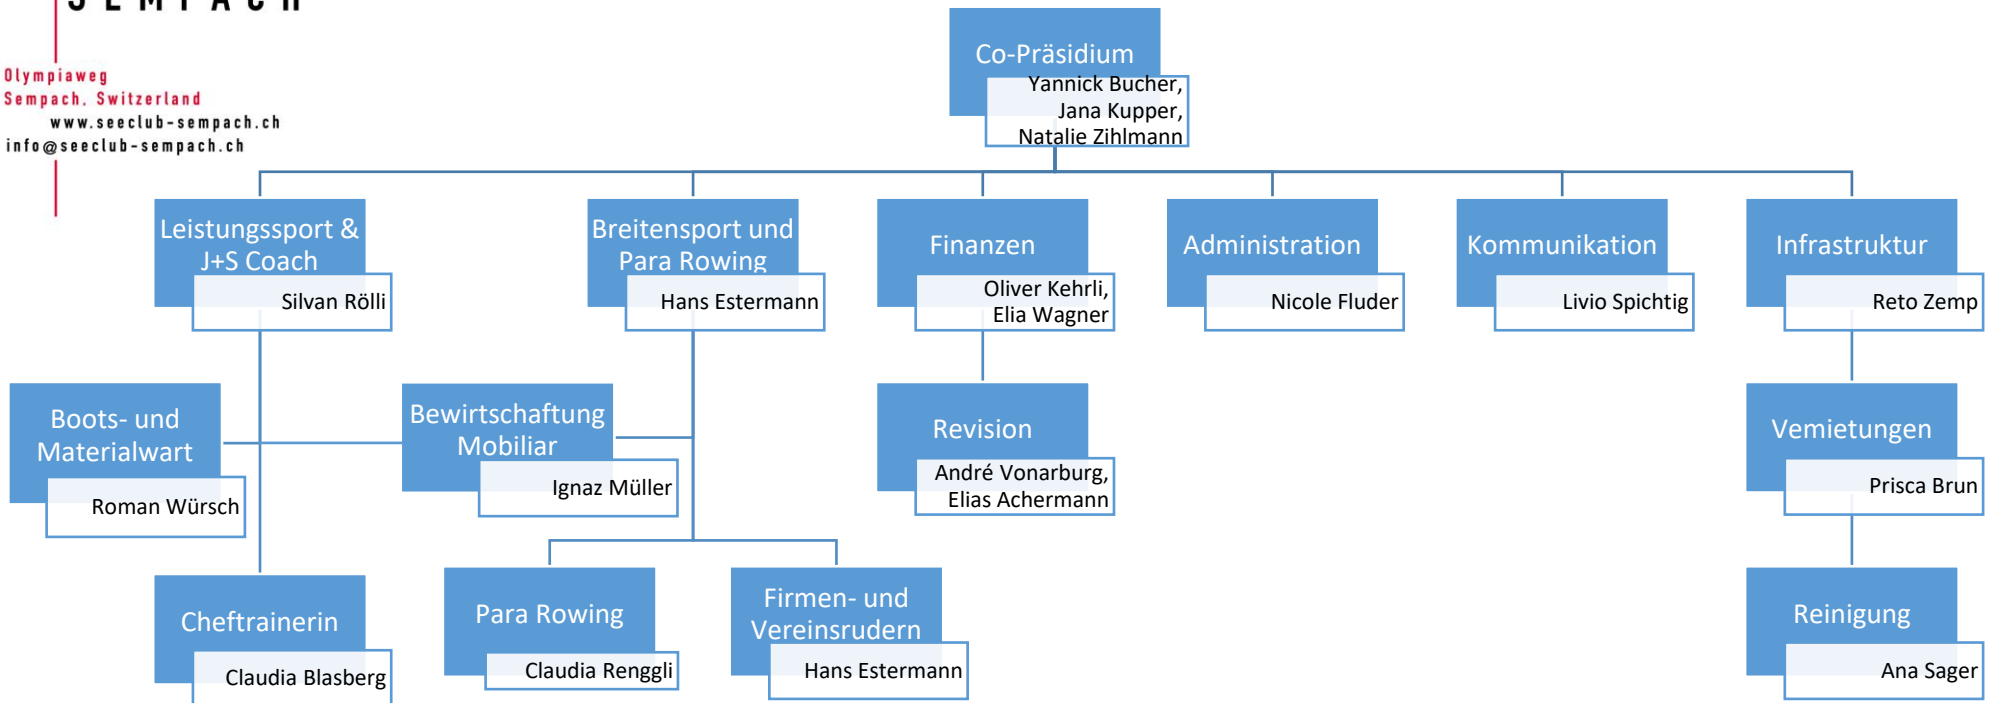 SEMPACH
Olympiaweg
Sempach, Switzerland
www.seeclub-sempach.ch
info@seeclub-sempach.ch
Co-Präsidium
Yannick Bucher,
Jana Kupper,
Natalie Zihlmann
Leistungssport &
J+S Coach
Silvan Rölli
Breitensport und
Para Rowing
Hans Estermann
Finanzen
Oliver Kehrli,
Elia Wagner
Administration
Nicole Fluder
Kommunikation
Livio Spichtig
Infrastruktur
Reto Zemp
Boots- und
Materialwart
Roman Würsch
Bewirtschaftung
Mobiliar
Ignaz Müller
Revision
André Vonarburg,
Elias Achermann
Vemietungen
Prisca Brun
Cheftrainerin
Claudia Blasberg
Para Rowing
Claudia Renggli
Firmen- und
Vereinsrudern
Hans Estermann
Reinigung
Ana Sager